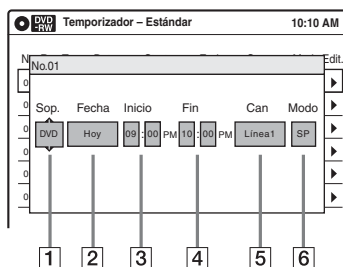 DVD -RW Temporizador – Estándar 10:10 AM
Edit.
No.01
Sop. Fecha Inicio Fin Can Modo
DVD Hoy 09 : 00 PM 10 : 00 PM Línea1 SP
1 2 3 4 5 6